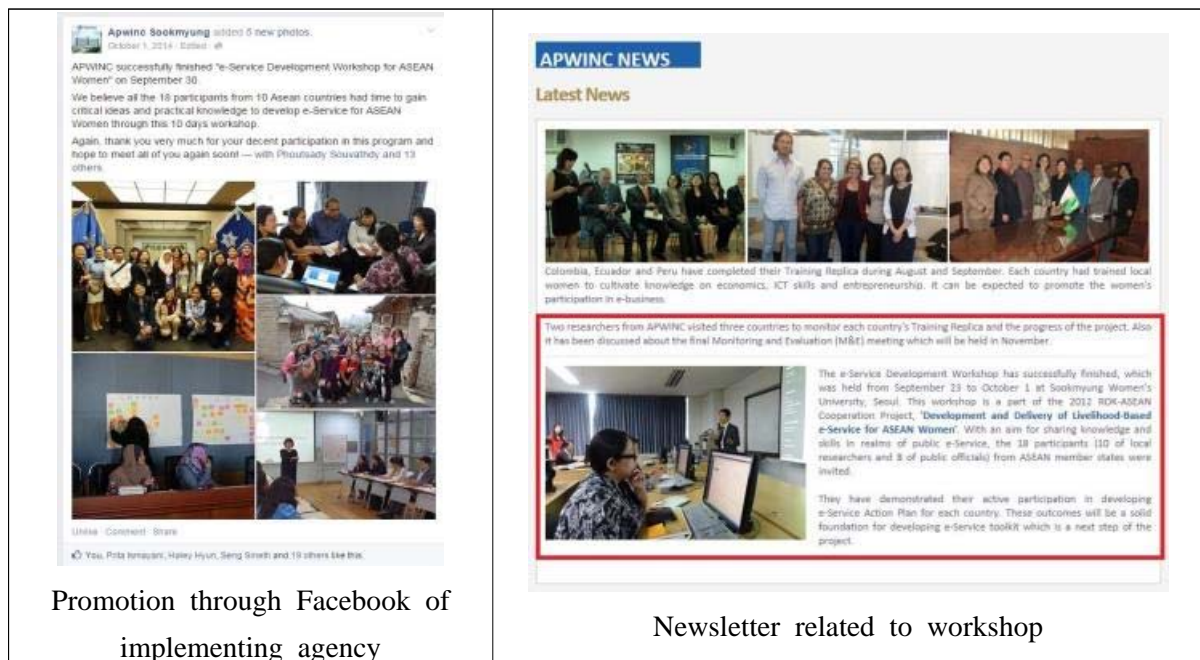 Apwinc Sookmyung added 5 new photos.
October 1, 2014 · Edited ·
APWINC successfully finished "e-Service Development Workshop for ASEAN
Women" on September 30.
We believe all the 18 participants from 10 Asean countries had time to gain
critical ideas and practical knowledge to develop e-Service for ASEAN
Women through this 10 days workshop.
Again, thank you very much for your decent participation in this program and
hope to meet all of you again soon! — with Phoutsady Souvathdy and 13
others.
Unlike · Comment · Share
You, Pita Ismayani, Haley Hyun, Seng Sineth and 19 others like this.
Promotion through Facebook of
implementing agency
APWINC NEWS
Latest News
Colombia, Ecuador and Peru have completed their Training Replica during August and September. Each country had trained local
women to cultivate knowledge on economics, ICT skills and entrepreneurship. It can be expected to promote the women's
participation in e-business.
Two researchers from APWINC visited three countries to monitor each country's Training Replica and the progress of the project. Also
it has been discussed about the final Monitoring and Evaluation (M&E) meeting which will be held in November.
The e-Service Development Workshop has successfully finished, which
was held from September 23 to October 1 at Sookmyung Women's
University, Seoul. This workshop is a part of the 2012 ROK-ASEAN
Cooperation Project, 'Development and Delivery of Livelihood-Based
e-Service for ASEAN Women'. With an aim for sharing knowledge and
skills in realms of public e-Service, the 18 participants (10 of local
researchers and 8 of public officials) from ASEAN member states were
invited.
They have demonstrated their active participation in developing
e-Service Action Plan for each country. These outcomes will be a solid
foundation for developing e-Service toolkit which is a next step of the
project.
Newsletter related to workshop